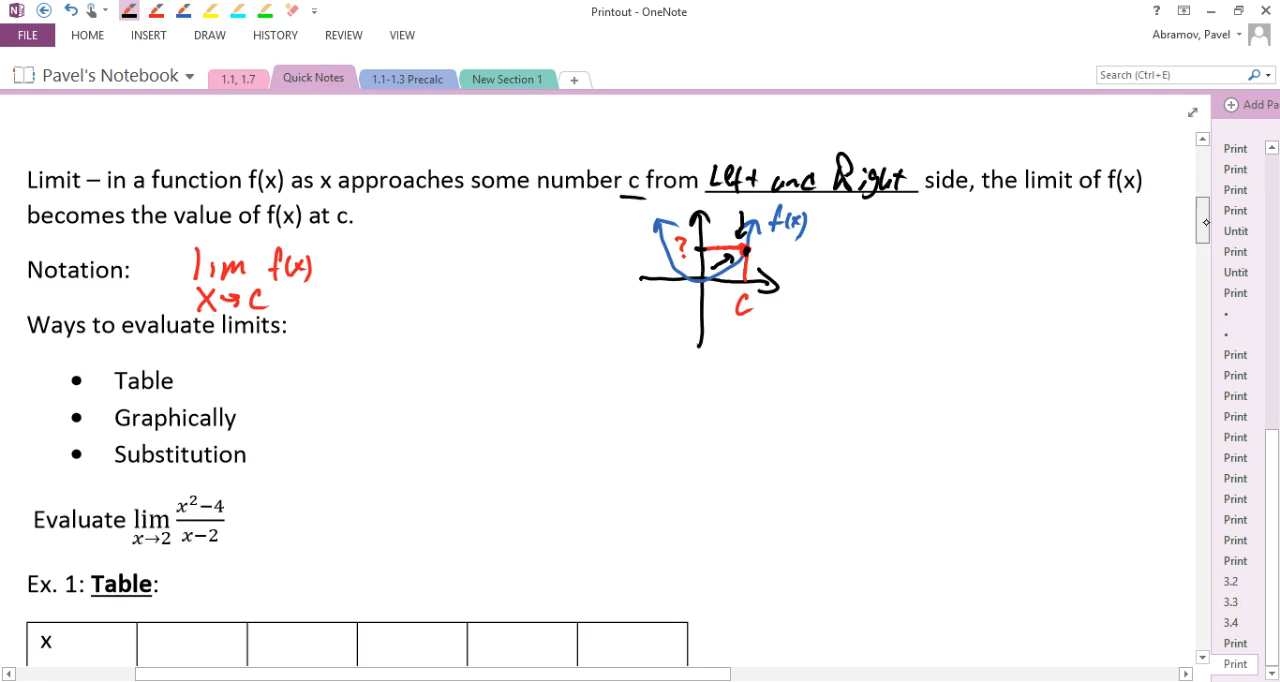 Printout - OneNote
FILE HOME INSERT DRAW HISTORY REVIEW VIEW
Abramov, Pavel
Pavel's Notebook
1.1, 1.7
Quick Notes
1.1-1.3 Precalc
New Section 1
Search (Ctrl+E)
Add Pa
Limit – in a function f(x) as x approaches some number c from Left and Right side, the limit of f(x)
becomes the value of f(x) at c.
f(x)
?
c
Notation: lim f(x)
x→c
Ways to evaluate limits:
• Table
• Graphically
• Substitution
Evaluate lim x→2 x²−4 / x−2
Ex. 1: Table:
x
Print
Print
Print
Print
Untit
Print
Untit
Print
Print
Print
Print
Print
Print
Print
Print
Print
Print
Print
Print
3.2
3.3
3.4
Print
Print